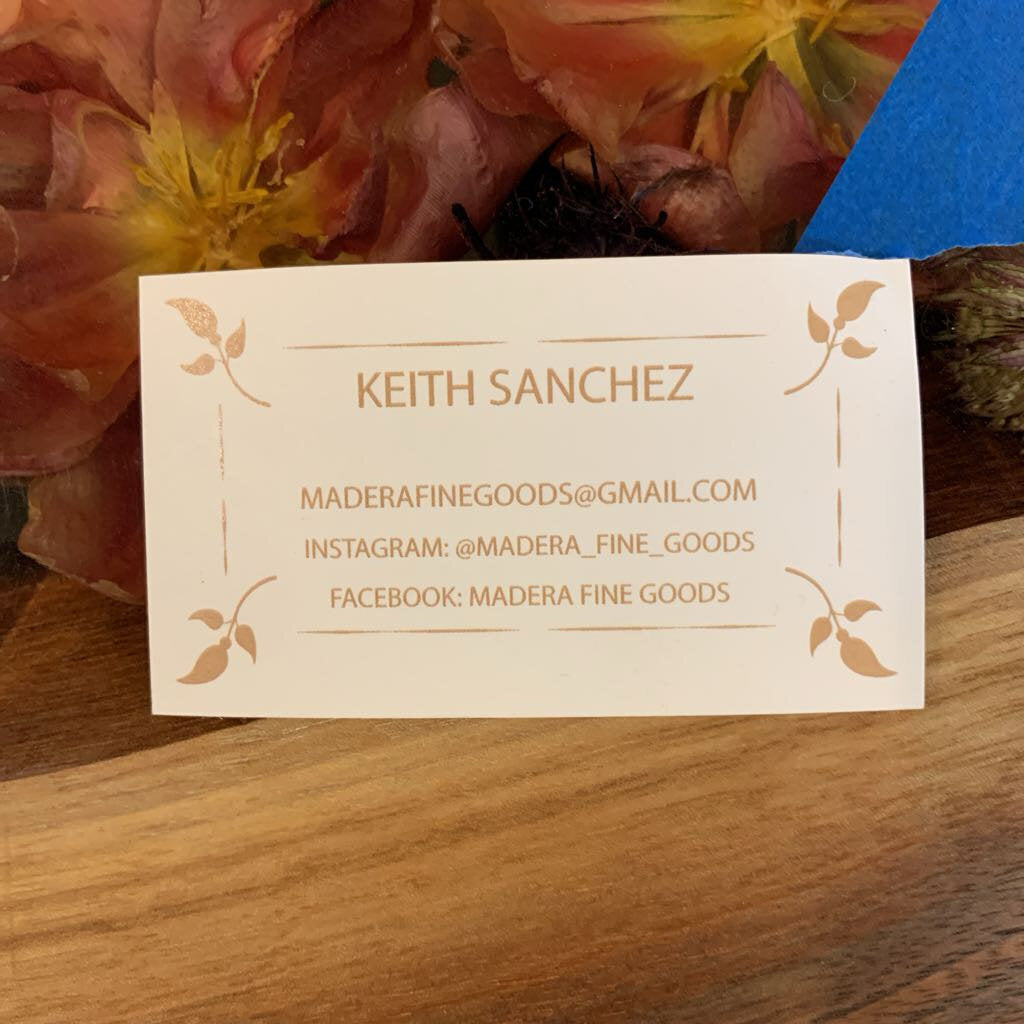 KEITH SANCHEZ
MADERAFINEGOODS@GMAIL.COM
INSTAGRAM: @MADERA_FINE_GOODS
FACEBOOK: MADERA FINE GOODS